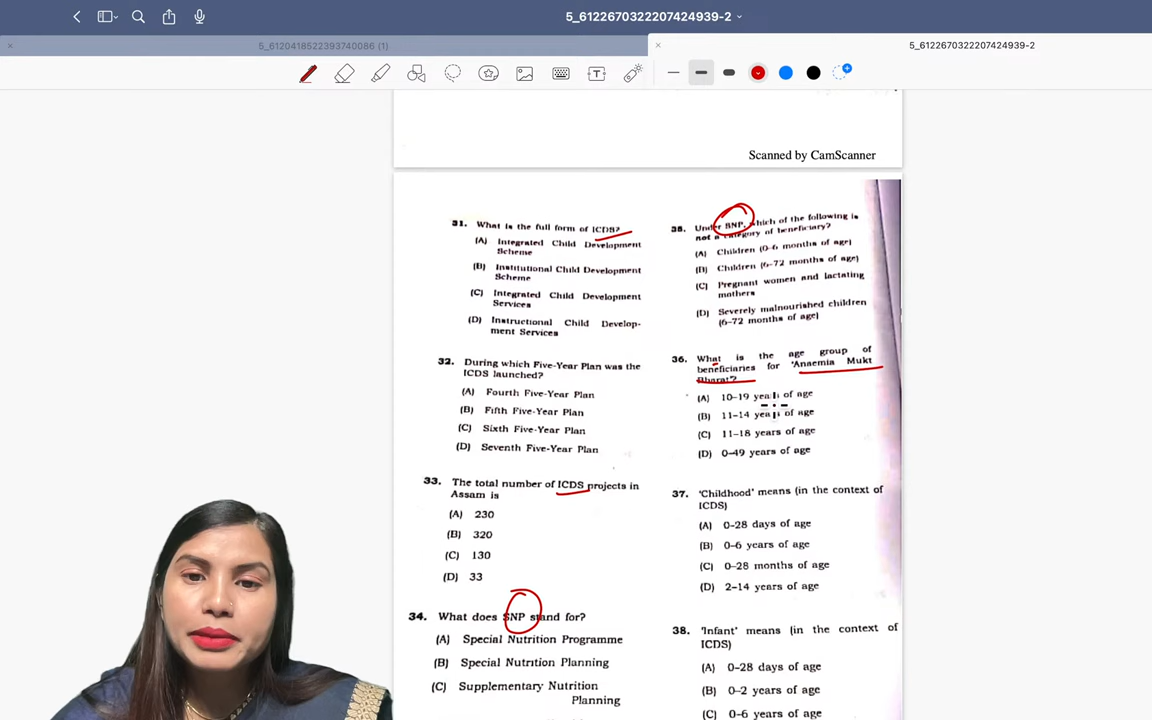 5_6122670322207424939-2
5_6120418522393740086 (1)
5_6122670322207424939-2
Scanned by CamScanner
31. What is the full form of ICDS?
(A) Integrated Child Development
Scheme
(B) Institutional Child Development
Scheme
(C) Integrated Child Development
Services
(D) Instructional Child Develop-
ment Services
32. During which Five-Year Plan was the
ICDS launched?
(A) Fourth Five-Year Plan
(B) Fifth Five-Year Plan
(C) Sixth Five-Year Plan
(D) Seventh Five-Year Plan
33. The total number of ICDS projects in
Assam is
(A) 230
(B) 320
(C) 130
(D) 33
34. What does SNP stand for?
(A) Special Nutrition Programme
(B) Special Nutrition Planning
(C) Supplementary Nutrition
Planning
35. Under SNP, which of the following is
not a category of beneficiary?
(A) Children (0-6 months of age)
(B) Children (6-72 months of age)
(C) Pregnant women and lactating
mothers
(D) Severely malnourished children
(6-72 months of age)
36. What is the age group of
beneficiaries for 'Anaemia Mukt
Bharat'?
(A) 10-19 years of age
(B) 11-14 years of age
(C) 11-18 years of age
(D) 0-49 years of age
37. 'Childhood' means (in the context of
ICDS)
(A) 0-28 days of age
(B) 0-6 years of age
(C) 0-28 months of age
(D) 2-14 years of age
38. 'Infant' means (in the context of
ICDS)
(A) 0-28 days of age
(B) 0-2 years of age
(C) 0-6 years of age